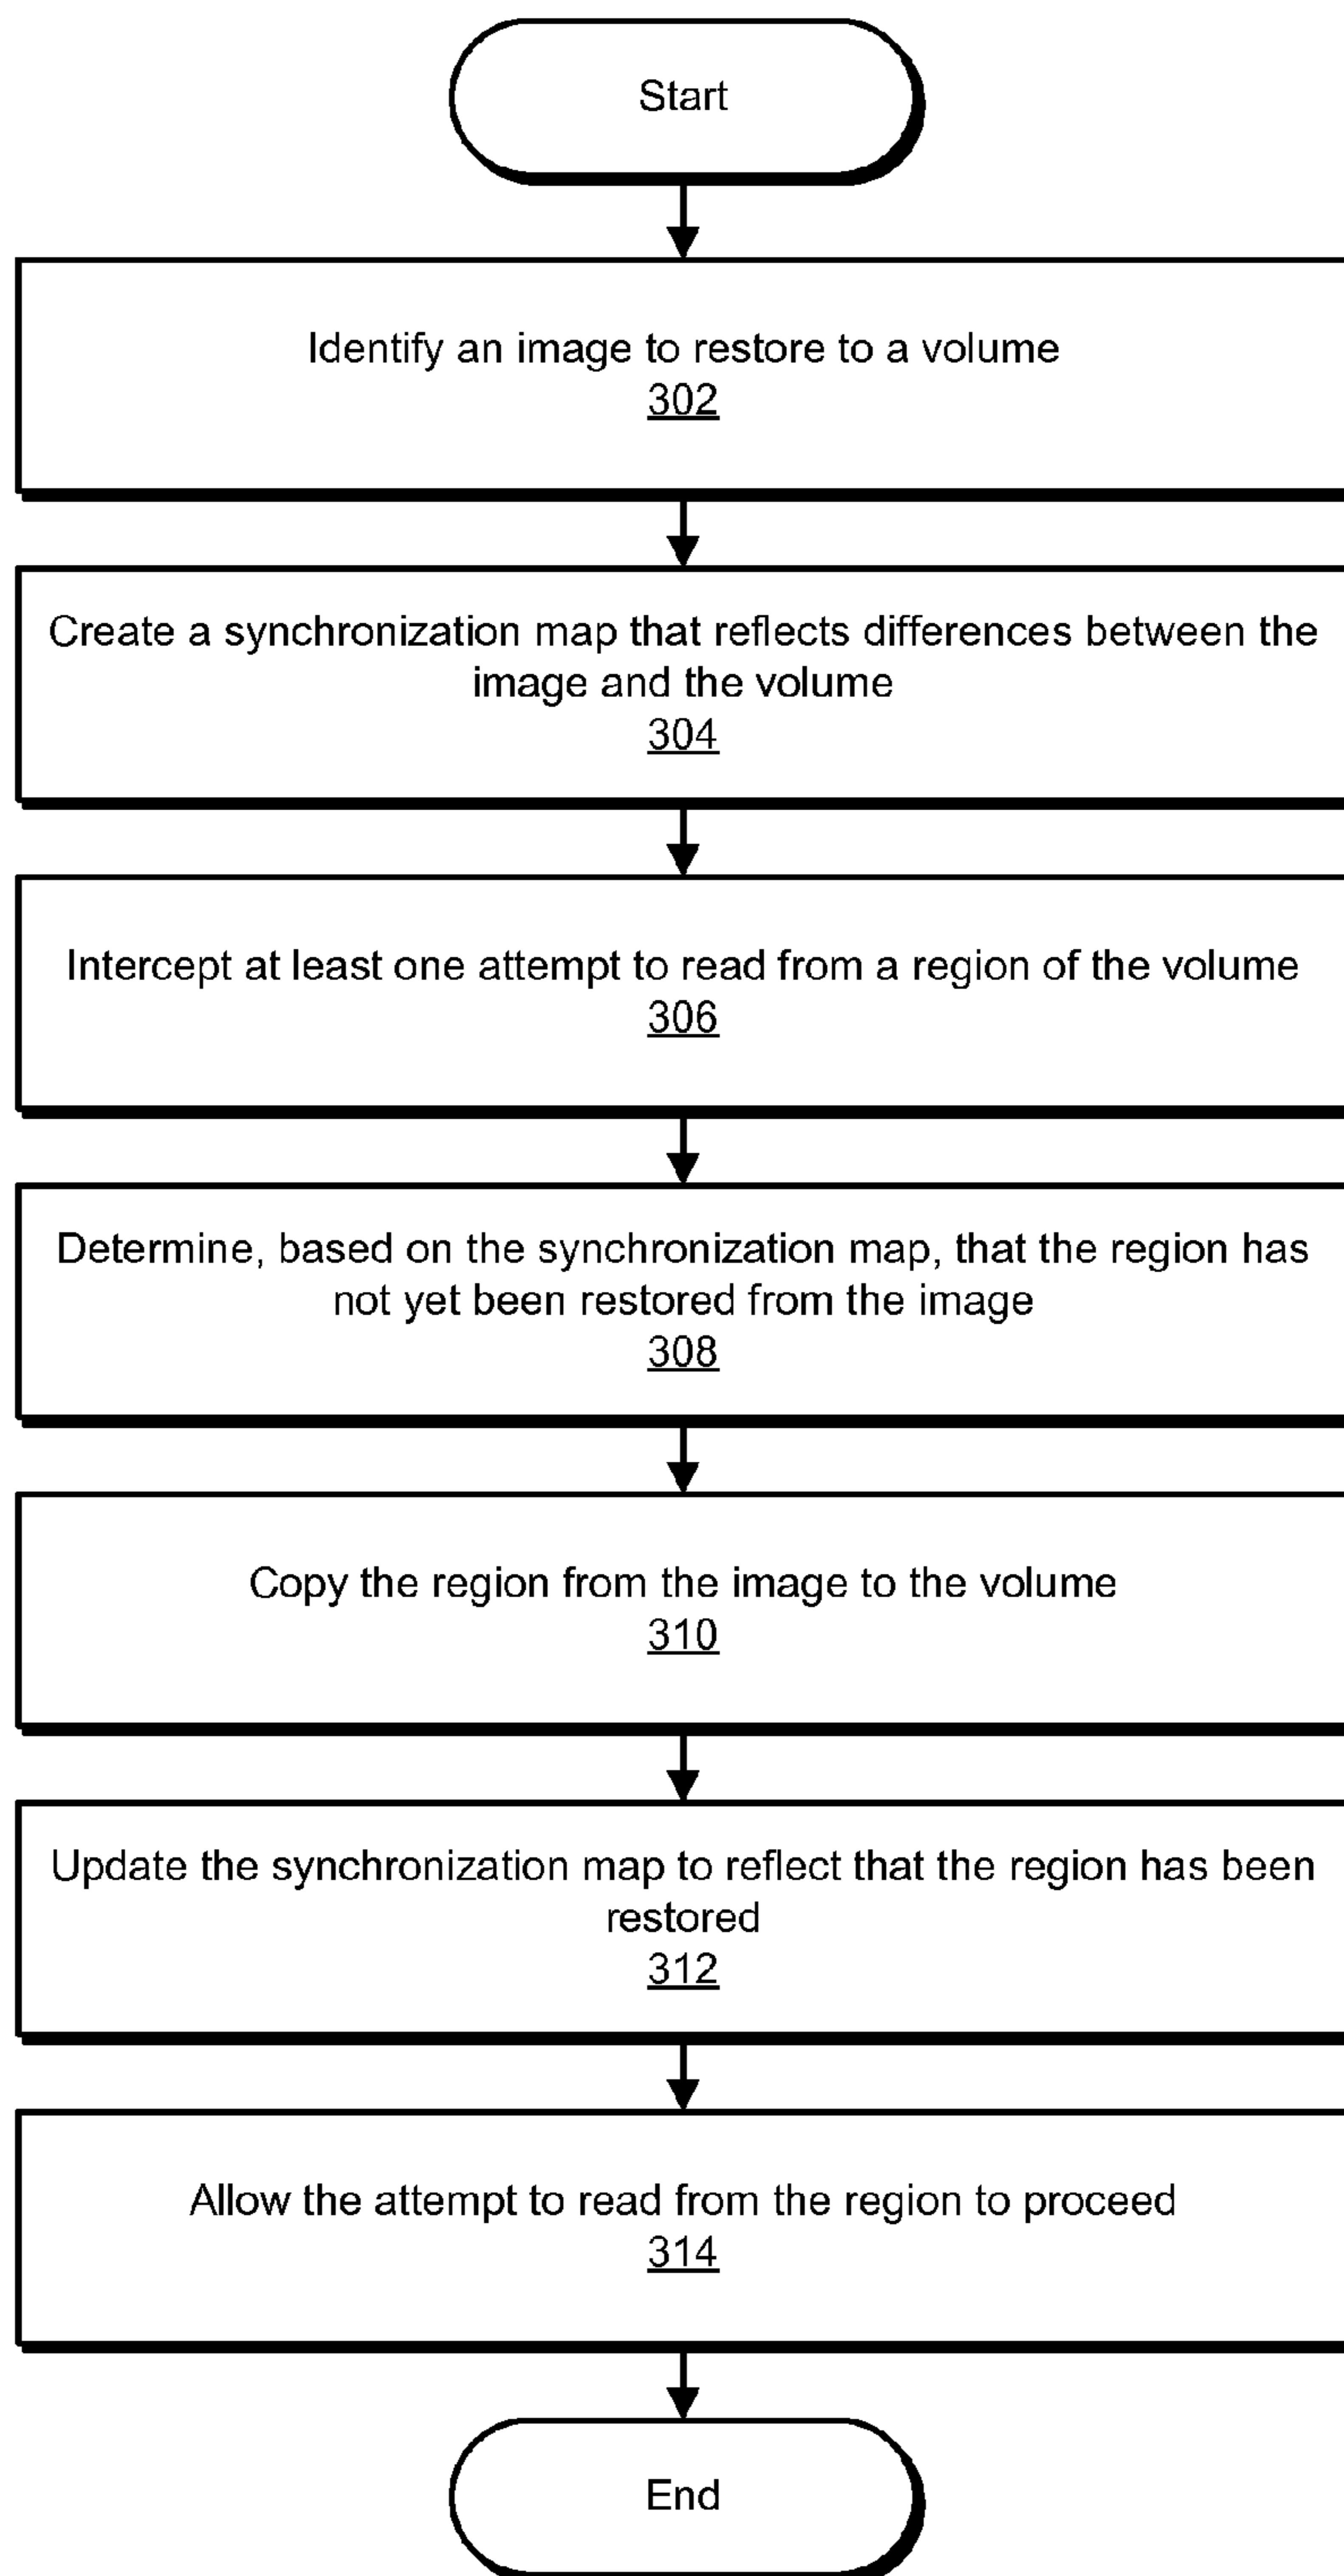 Start
Identify an image to restore to a volume
302
Create a synchronization map that reflects differences between the
image and the volume
304
Intercept at least one attempt to read from a region of the volume
306
Determine, based on the synchronization map, that the region has
not yet been restored from the image
308
Copy the region from the image to the volume
310
Update the synchronization map to reflect that the region has been
restored
312
Allow the attempt to read from the region to proceed
314
End